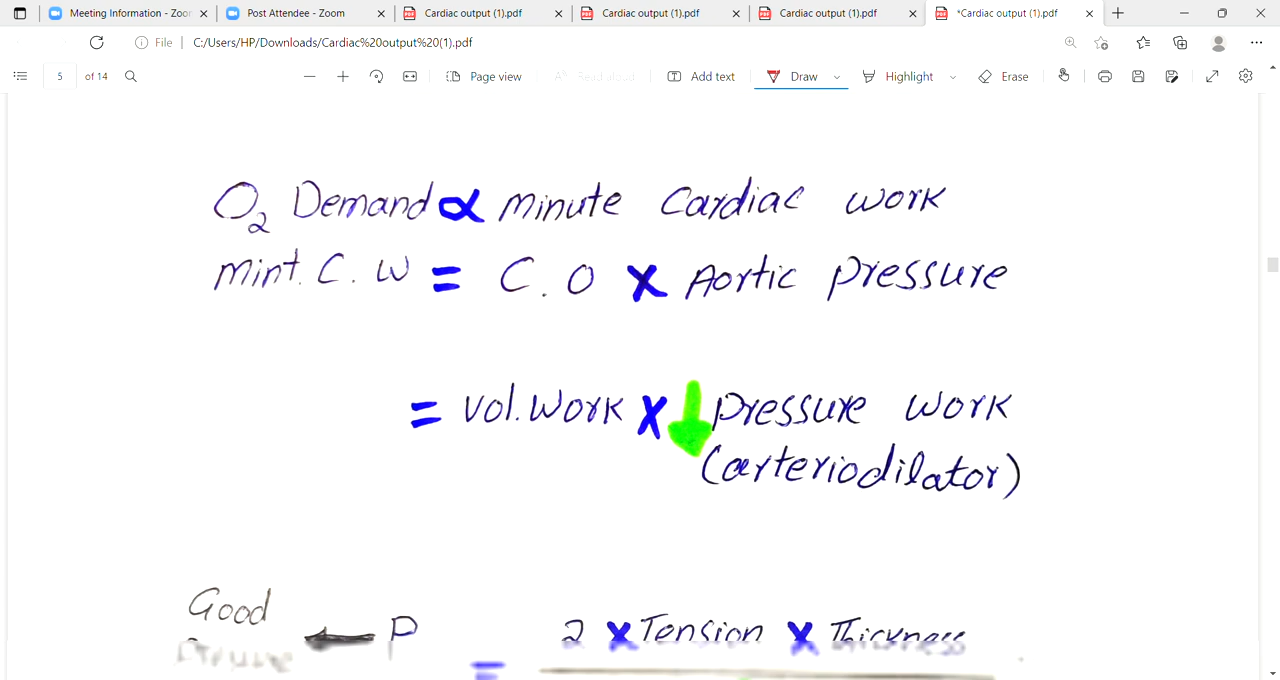 Meeting Information - Zoor
Post Attendee - Zoom
Cardiac output (1).pdf
Cardiac output (1).pdf
Cardiac output (1).pdf
*Cardiac output (1).pdf
File | C:/Users/HP/Downloads/Cardiac%20output%20(1).pdf
5 of 14 Page view Read aloud Add text Draw Highlight Erase
O2 Demand ∝ minute Cardiac work
mint. C. W = C. O X Aortic pressure
= Vol. Work X ↓ pressure work
(arteriodilator)
Good
← P = 2 X Tension X Thickness